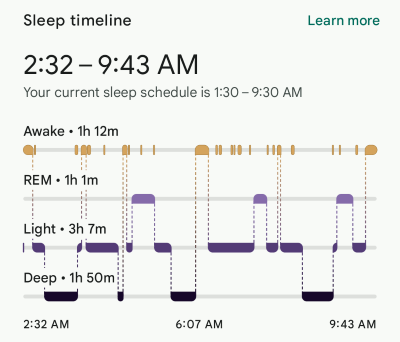 Sleep timeline
Learn more
2:32 – 9:43 AM
Your current sleep schedule is 1:30 – 9:30 AM
Awake • 1h 12m
REM • 1h 1m
Light • 3h 7m
Deep • 1h 50m
2:32 AM
6:07 AM
9:43 AM